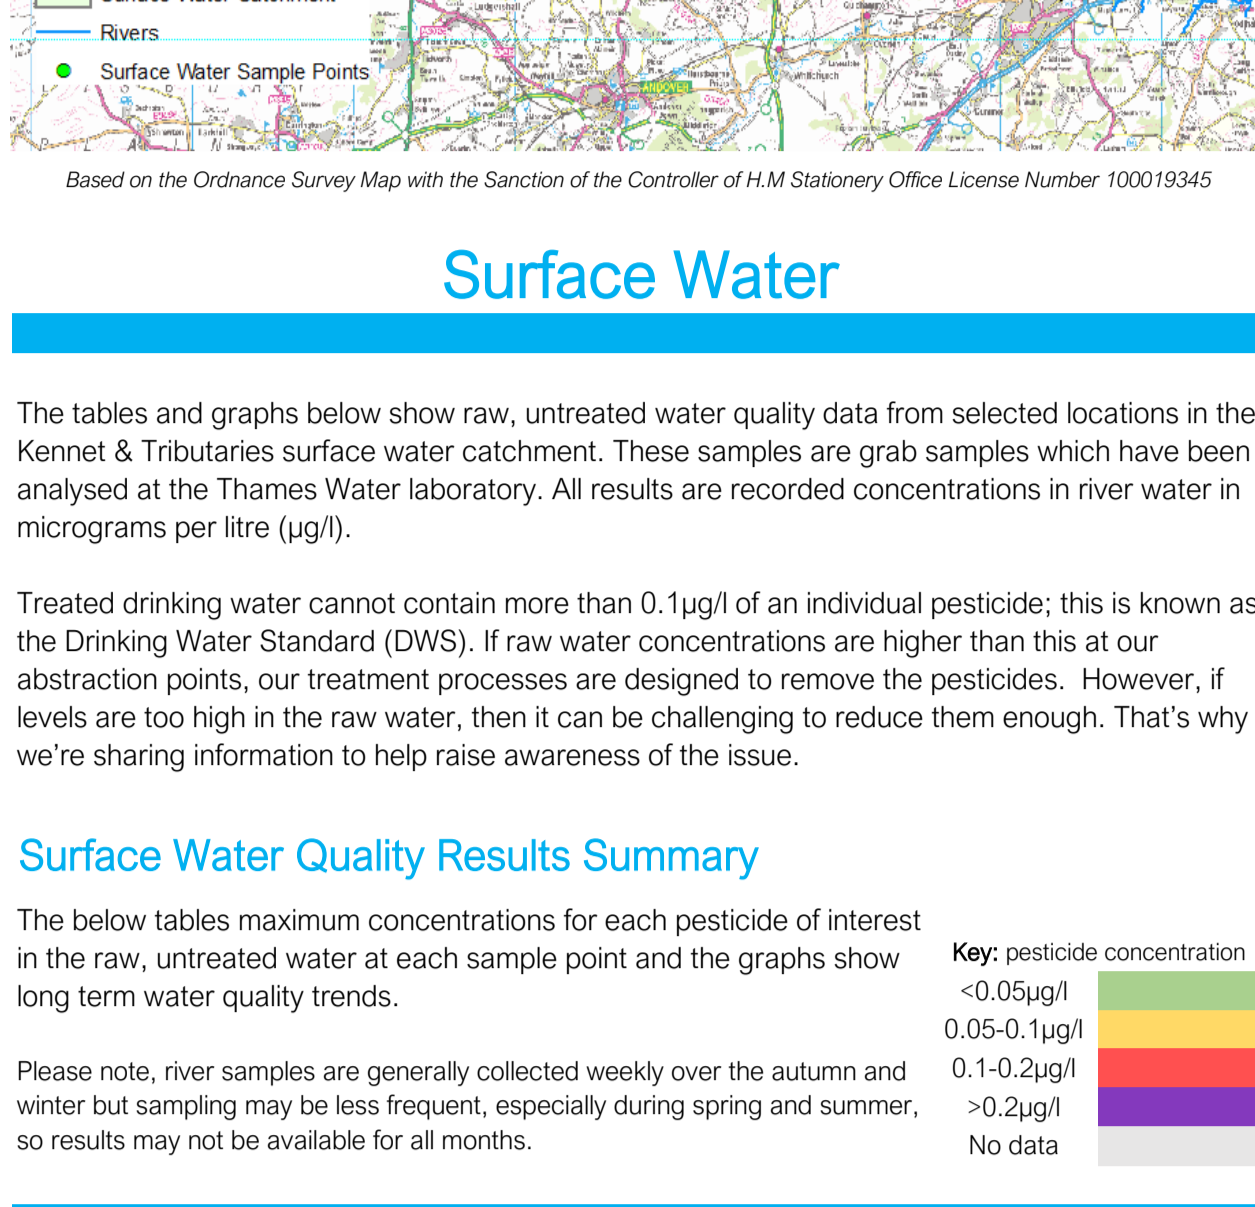 Rivers
Surface Water Sample Points
Ludgershall
ANDOVER
Whitchurch
Based on the Ordnance Survey Map with the Sanction of the Controller of H.M Stationery Office License Number 100019345
Surface Water
The tables and graphs below show raw, untreated water quality data from selected locations in the
Kennet & Tributaries surface water catchment. These samples are grab samples which have been
analysed at the Thames Water laboratory. All results are recorded concentrations in river water in
micrograms per litre (µg/l).
Treated drinking water cannot contain more than 0.1µg/l of an individual pesticide; this is known as
the Drinking Water Standard (DWS). If raw water concentrations are higher than this at our
abstraction points, our treatment processes are designed to remove the pesticides.  However, if
levels are too high in the raw water, then it can be challenging to reduce them enough. That's why
we're sharing information to help raise awareness of the issue.
Surface Water Quality Results Summary
The below tables maximum concentrations for each pesticide of interest
in the raw, untreated water at each sample point and the graphs show
long term water quality trends.
Please note, river samples are generally collected weekly over the autumn and
winter but sampling may be less frequent, especially during spring and summer,
so results may not be available for all months.
Key: pesticide concentration
<0.05µg/l
0.05-0.1µg/l
0.1-0.2µg/l
>0.2µg/l
No data